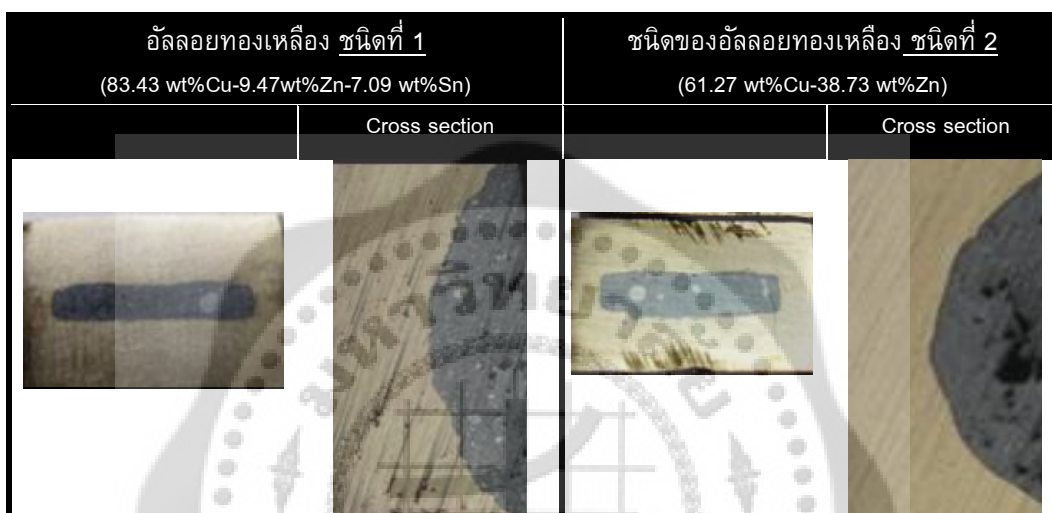 อัลลอยทองเหลือง ชนิดที่ 1
(83.43 wt%Cu-9.47wt%Zn-7.09 wt%Sn)
Cross section
ชนิดของอัลลอยทองเหลือง ชนิดที่ 2
(61.27 wt%Cu-38.73 wt%Zn)
Cross section